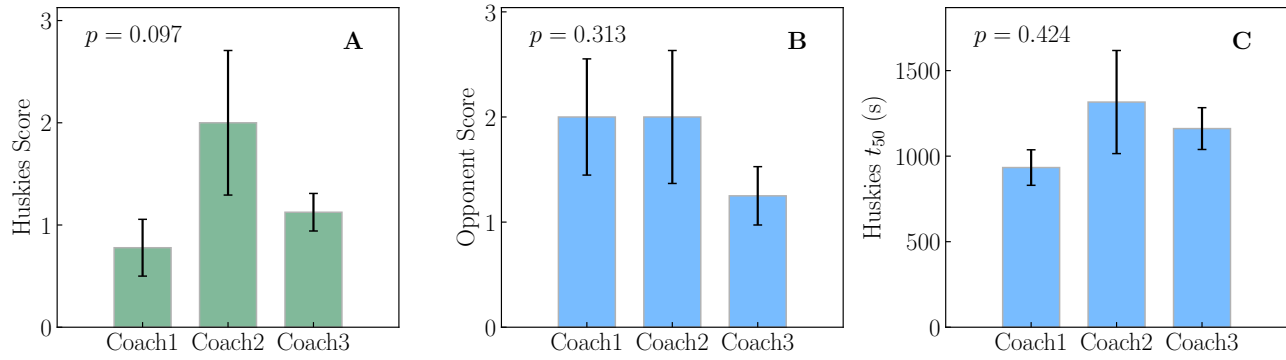 p = 0.097
A
Huskies Score
3
2
1
0
Coach1 Coach2 Coach3
p = 0.313
B
Opponent Score
3
2
1
0
Coach1 Coach2 Coach3
p = 0.424
C
Huskies t50 (s)
1500
1000
500
0
Coach1 Coach2 Coach3